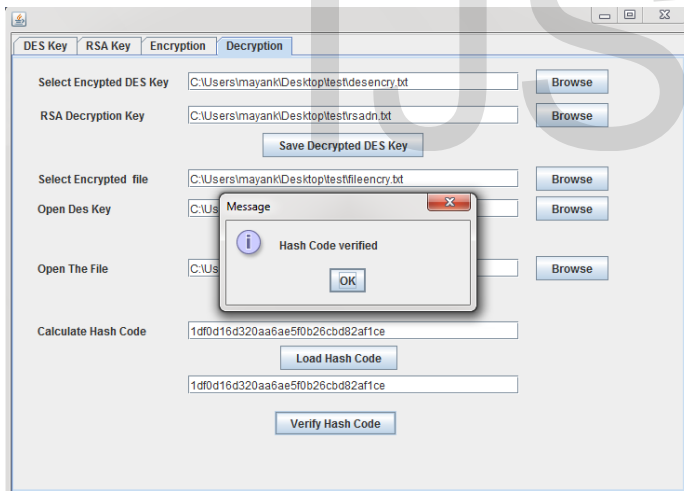 IJS
DES Key RSA Key Encryption Decryption
Select Encypted DES Key C:\Users\mayank\Desktop\test\desencry.txt Browse
RSA Decryption Key C:\Users\mayank\Desktop\test\rsadn.txt Browse
Save Decrypted DES Key
Select Encrypted file C:\Users\mayank\Desktop\test\fileencry.txt Browse
Message
Open Des Key C:\Us Browse
Hash Code verified
Open The File C:\Us Browse
OK
Calculate Hash Code 1df0d16d320aa6ae5f0b26cbd82af1ce
Load Hash Code
1df0d16d320aa6ae5f0b26cbd82af1ce
Verify Hash Code